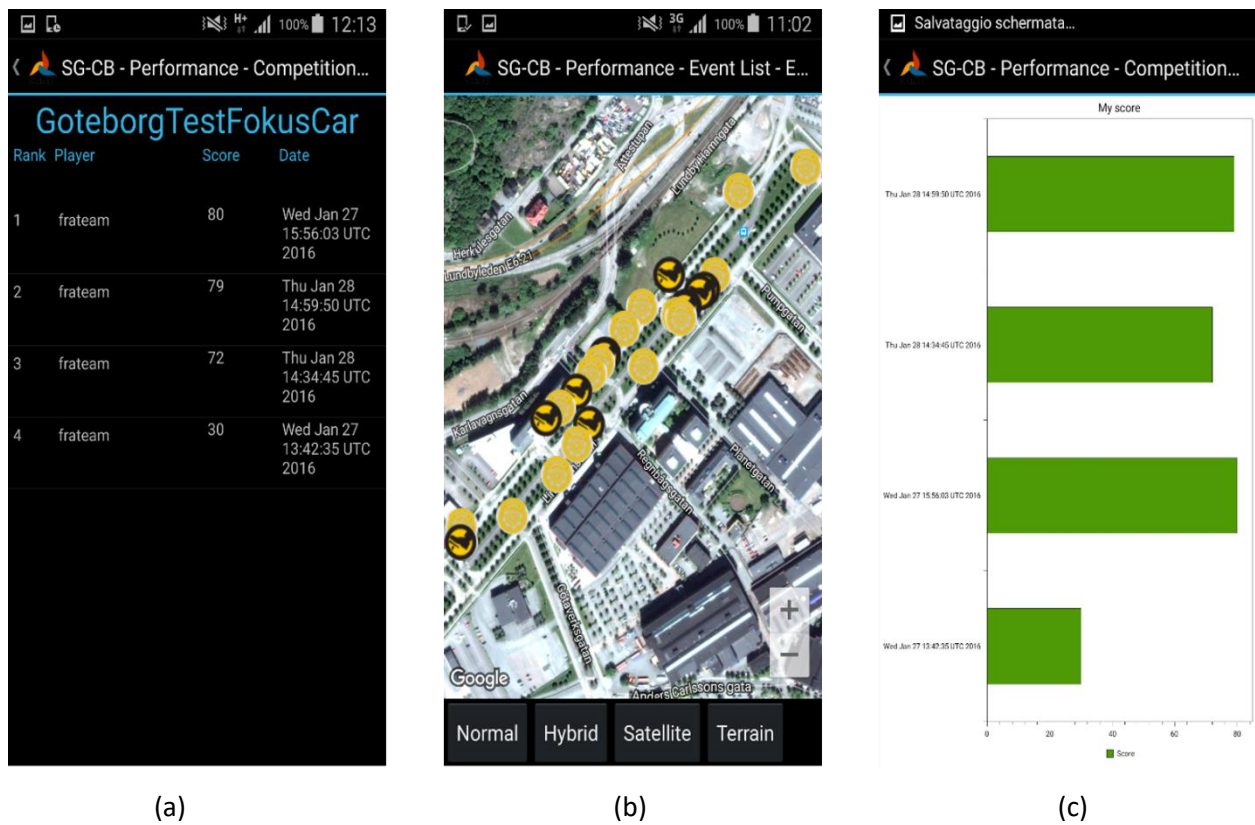 H+ 100% 12:13
SG-CB - Performance - Competition...
GoteborgTestFokusCar
Rank Player Score Date
1 frateam 80 Wed Jan 27
15:56:03 UTC
2016
2 frateam 79 Thu Jan 28
14:59:50 UTC
2016
3 frateam 72 Thu Jan 28
14:34:45 UTC
2016
4 frateam 30 Wed Jan 27
13:42:35 UTC
2016
(a)
3G 100% 11:02
SG-CB - Performance - Event List - E...
Ättestupan
Lundby Hamngata
Herkulesgatan
Lundbyleden E6.21
Pumpgatan
Karlavagnsgatan
Planetgatan
Regnbågsgatan
Götaverksgatan
Anders Carlssons gata
+
−
Google
Normal Hybrid Satellite Terrain
(b)
Salvataggio schermata...
SG-CB - Performance - Competition...
My score
Thu Jan 28 14:59:50 UTC 2016
Thu Jan 28 14:34:45 UTC 2016
Wed Jan 27 15:56:03 UTC 2016
Wed Jan 27 13:42:35 UTC 2016
0 20 40 60 80
Score
(c)